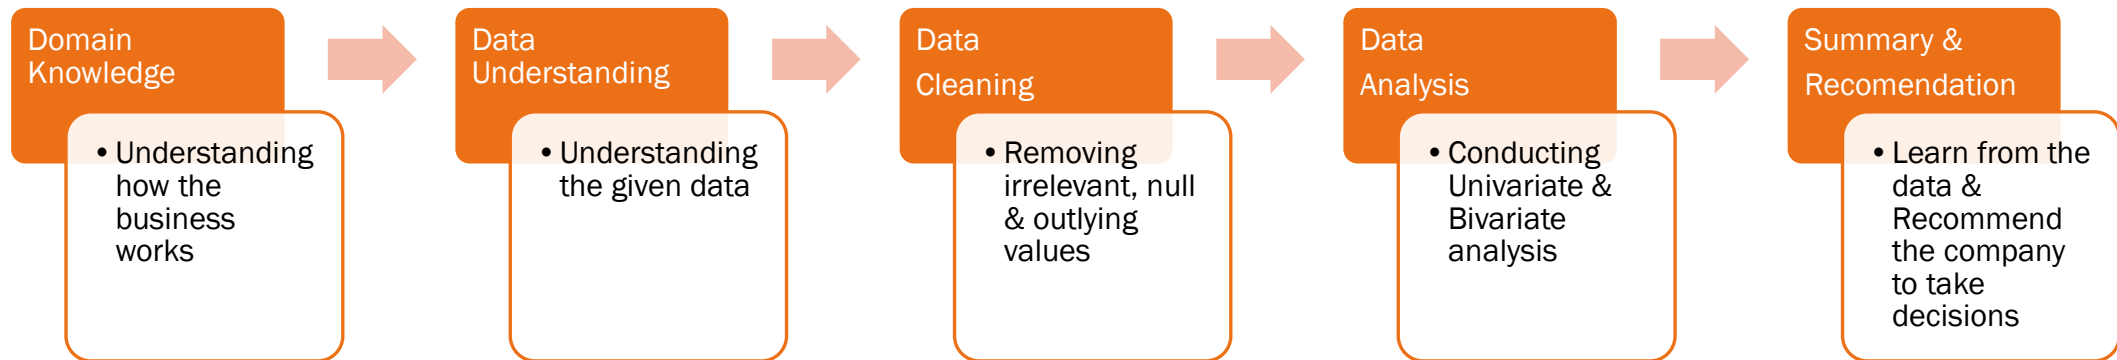 Domain
Knowledge
• Understanding
how the
business
works
Data
Understanding
• Understanding
the given data
Data
Cleaning
• Removing
irrelevant, null
& outlying
values
Data
Analysis
• Conducting
Univariate &
Bivariate
analysis
Summary &
Recomendation
• Learn from the
data &
Recommend
the company
to take
decisions